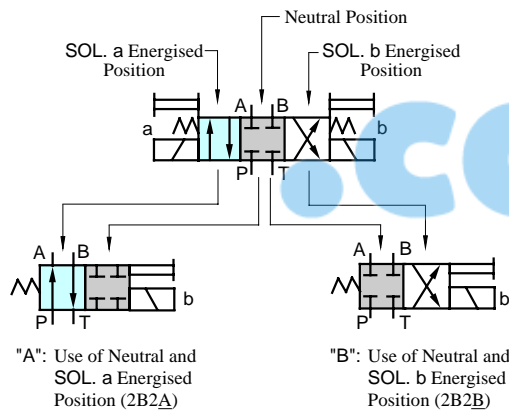 Neutral Position
SOL. a Energised
Position
SOL. b Energised
Position
A B
a
b
P T
A B
P T
b
A B
P T
b
"A": Use of Neutral and
SOL. a Energised
Position (2B2A)
"B": Use of Neutral and
SOL. b Energised
Position (2B2B)
.co